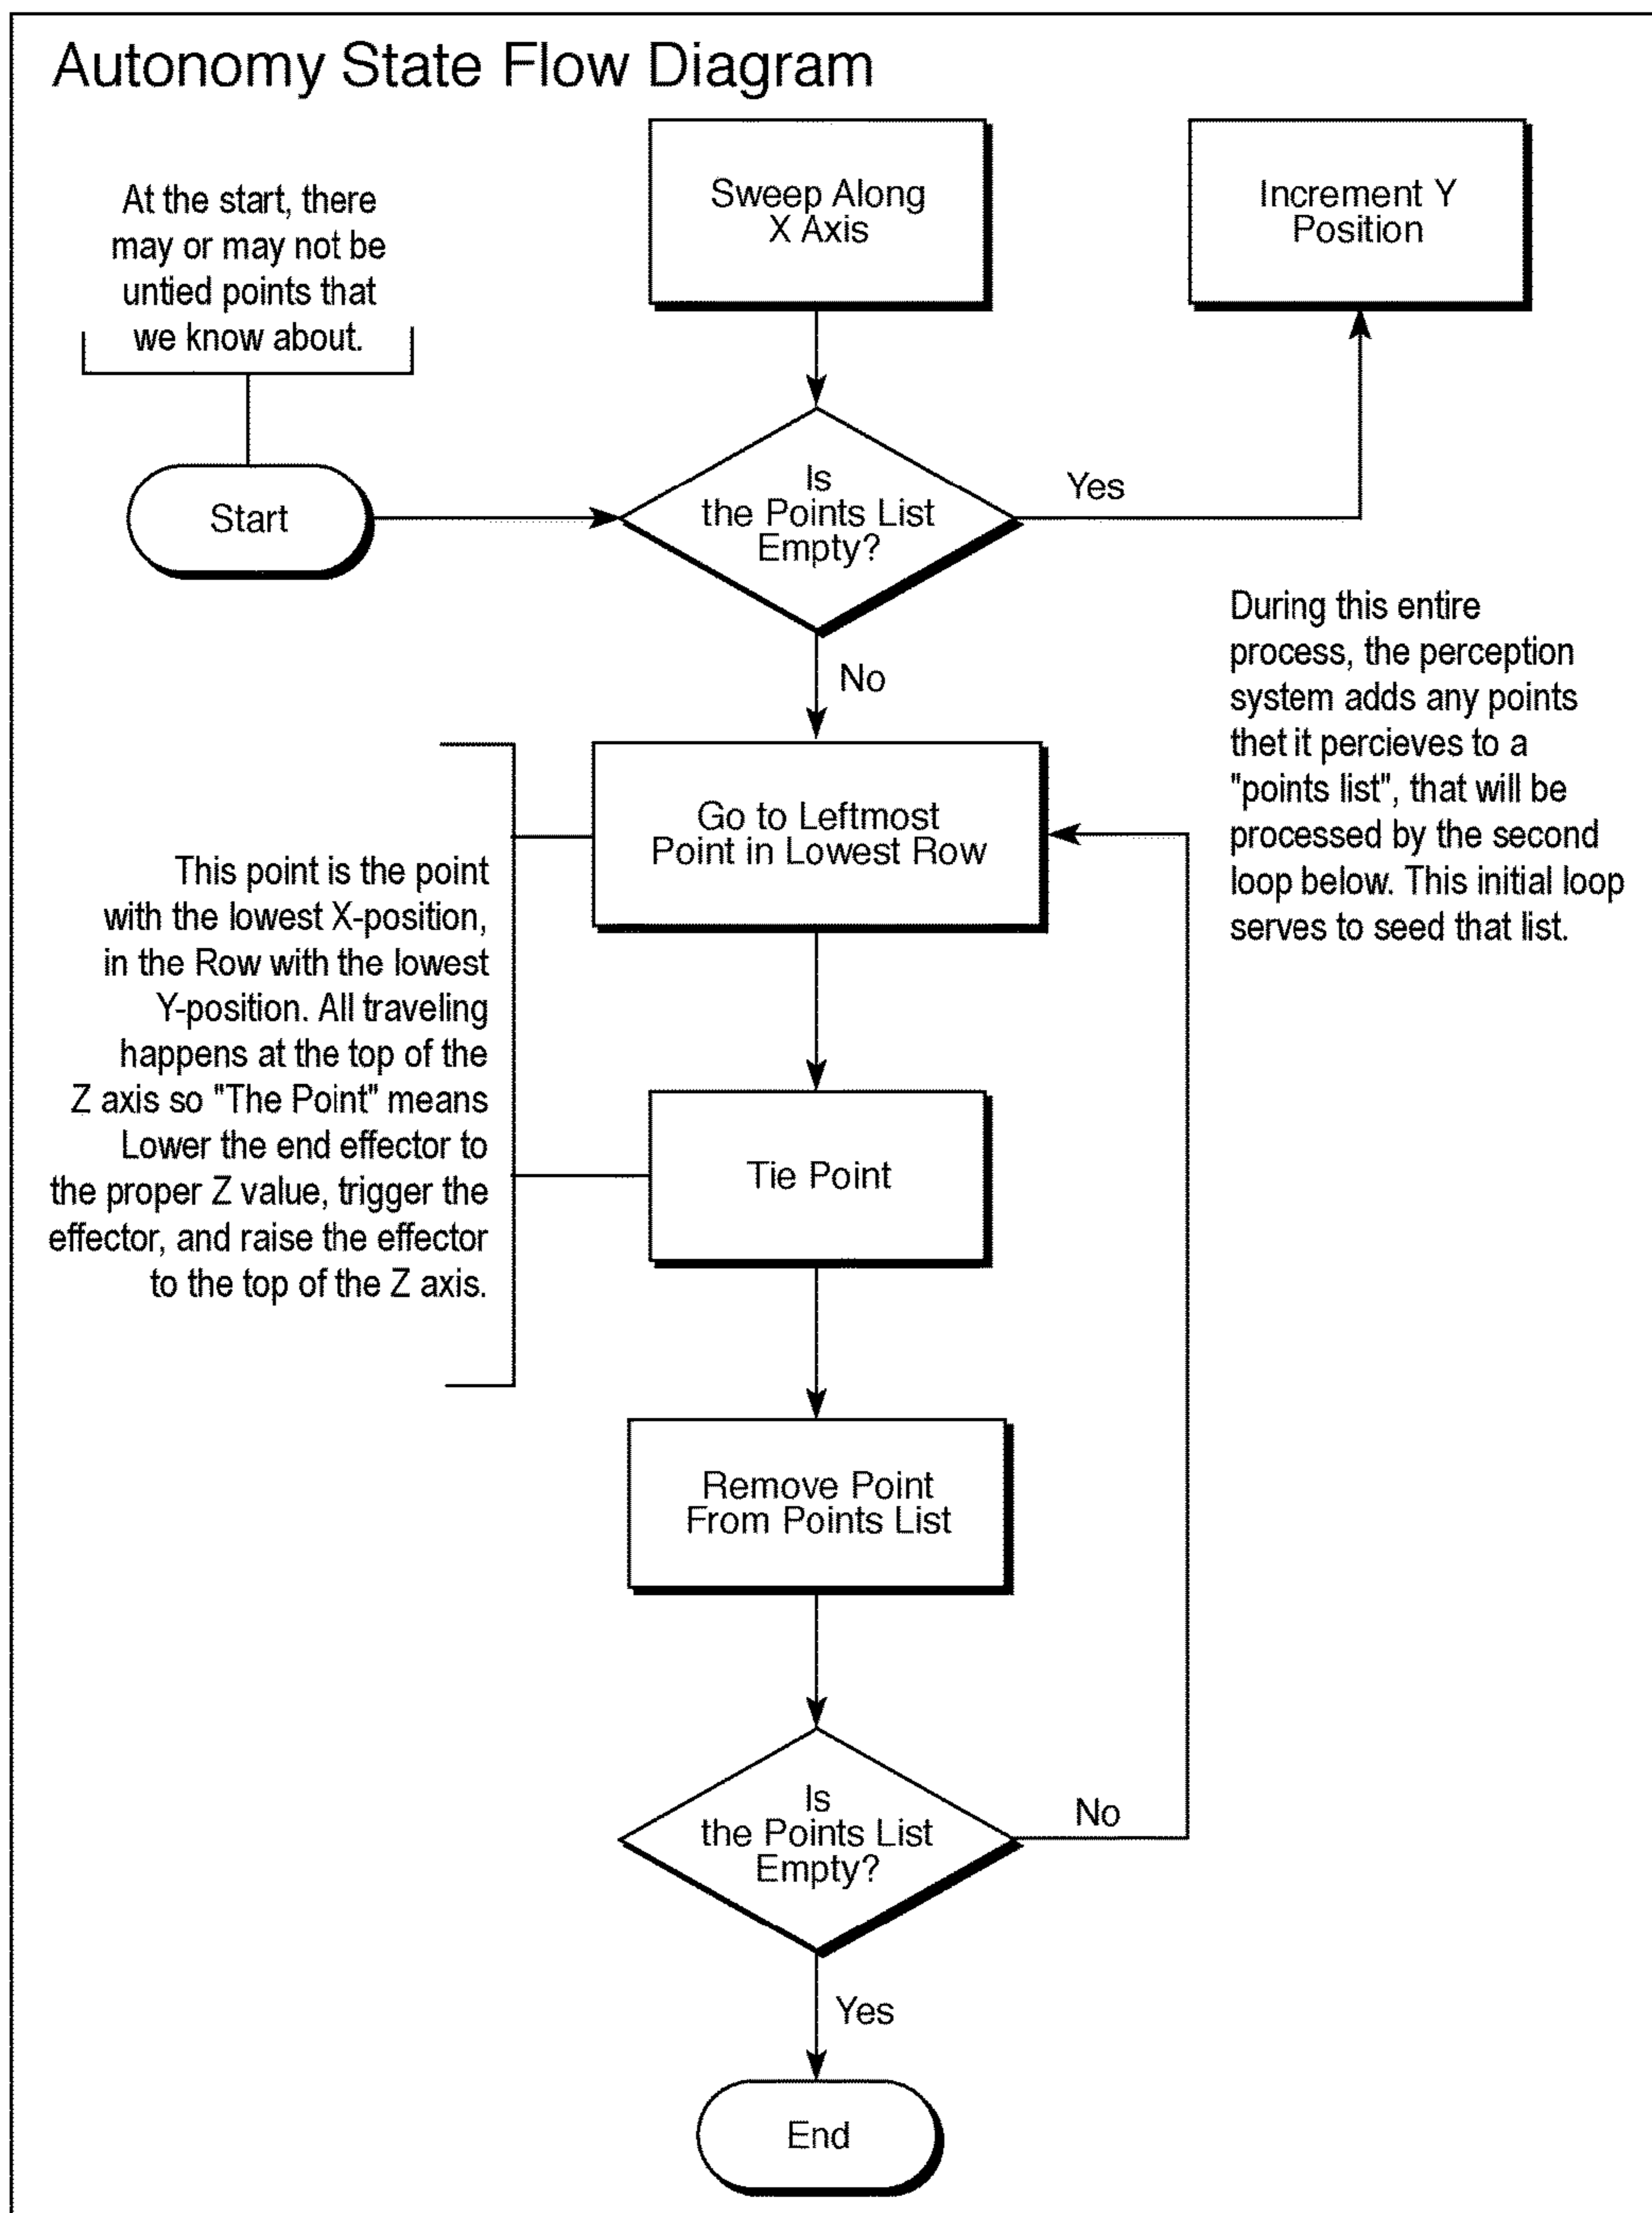 Autonomy State Flow Diagram
At the start, there
may or may not be
untied points that
we know about.
Sweep Along
X Axis
Increment Y
Position
Start
Is
the Points List
Empty?
Yes
No
During this entire
process, the perception
system adds any points
thet it percieves to a
"points list", that will be
processed by the second
loop below. This initial loop
serves to seed that list.
Go to Leftmost
Point in Lowest Row
This point is the point
with the lowest X-position,
in the Row with the lowest
Y-position. All traveling
happens at the top of the
Z axis so "The Point" means
Lower the end effector to
the proper Z value, trigger the
effector, and raise the effector
to the top of the Z axis.
Tie Point
Remove Point
From Points List
Is
the Points List
Empty?
No
Yes
End